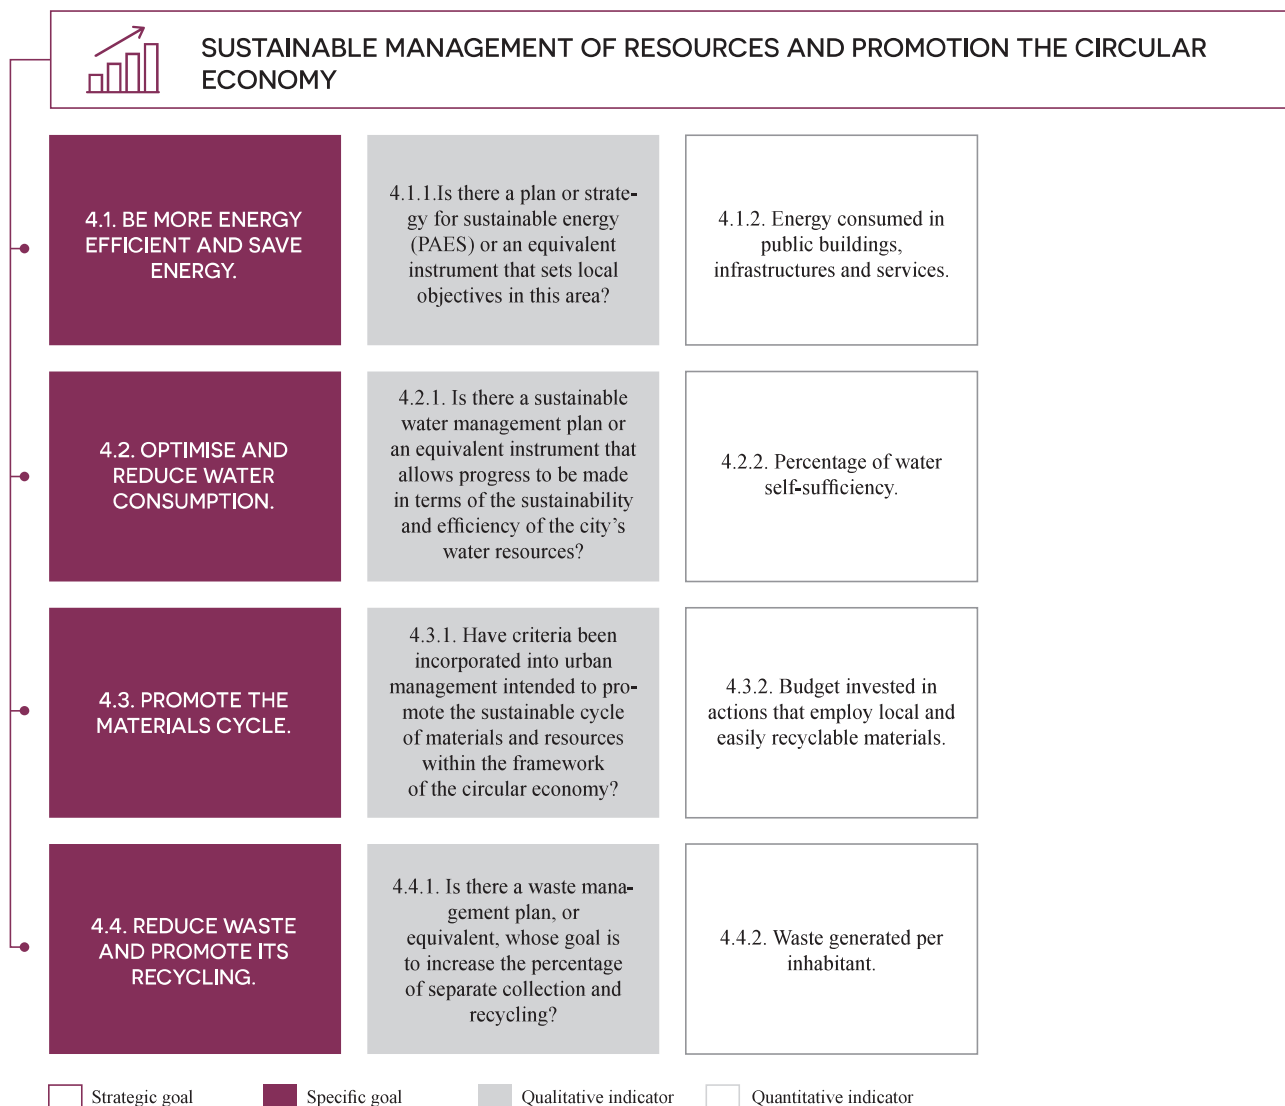 SUSTAINABLE MANAGEMENT OF RESOURCES AND PROMOTION THE CIRCULAR
ECONOMY
4.1. BE MORE ENERGY
EFFICIENT AND SAVE
ENERGY.
4.1.1.Is there a plan or strate-
gy for sustainable energy
(PAES) or an equivalent
instrument that sets local
objectives in this area?
4.1.2. Energy consumed in
public buildings,
infrastructures and services.
4.2. OPTIMISE AND
REDUCE WATER
CONSUMPTION.
4.2.1. Is there a sustainable
water management plan or
an equivalent instrument that
allows progress to be made
in terms of the sustainability
and efficiency of the city’s
water resources?
4.2.2. Percentage of water
self-sufficiency.
4.3. PROMOTE THE
MATERIALS CYCLE.
4.3.1. Have criteria been
incorporated into urban
management intended to pro-
mote the sustainable cycle
of materials and resources
within the framework
of the circular economy?
4.3.2. Budget invested in
actions that employ local and
easily recyclable materials.
4.4. REDUCE WASTE
AND PROMOTE ITS
RECYCLING.
4.4.1. Is there a waste mana-
gement plan, or
equivalent, whose goal is
to increase the percentage
of separate collection and
recycling?
4.4.2. Waste generated per
inhabitant.
Strategic goal
Specific goal
Qualitative indicator
Quantitative indicator